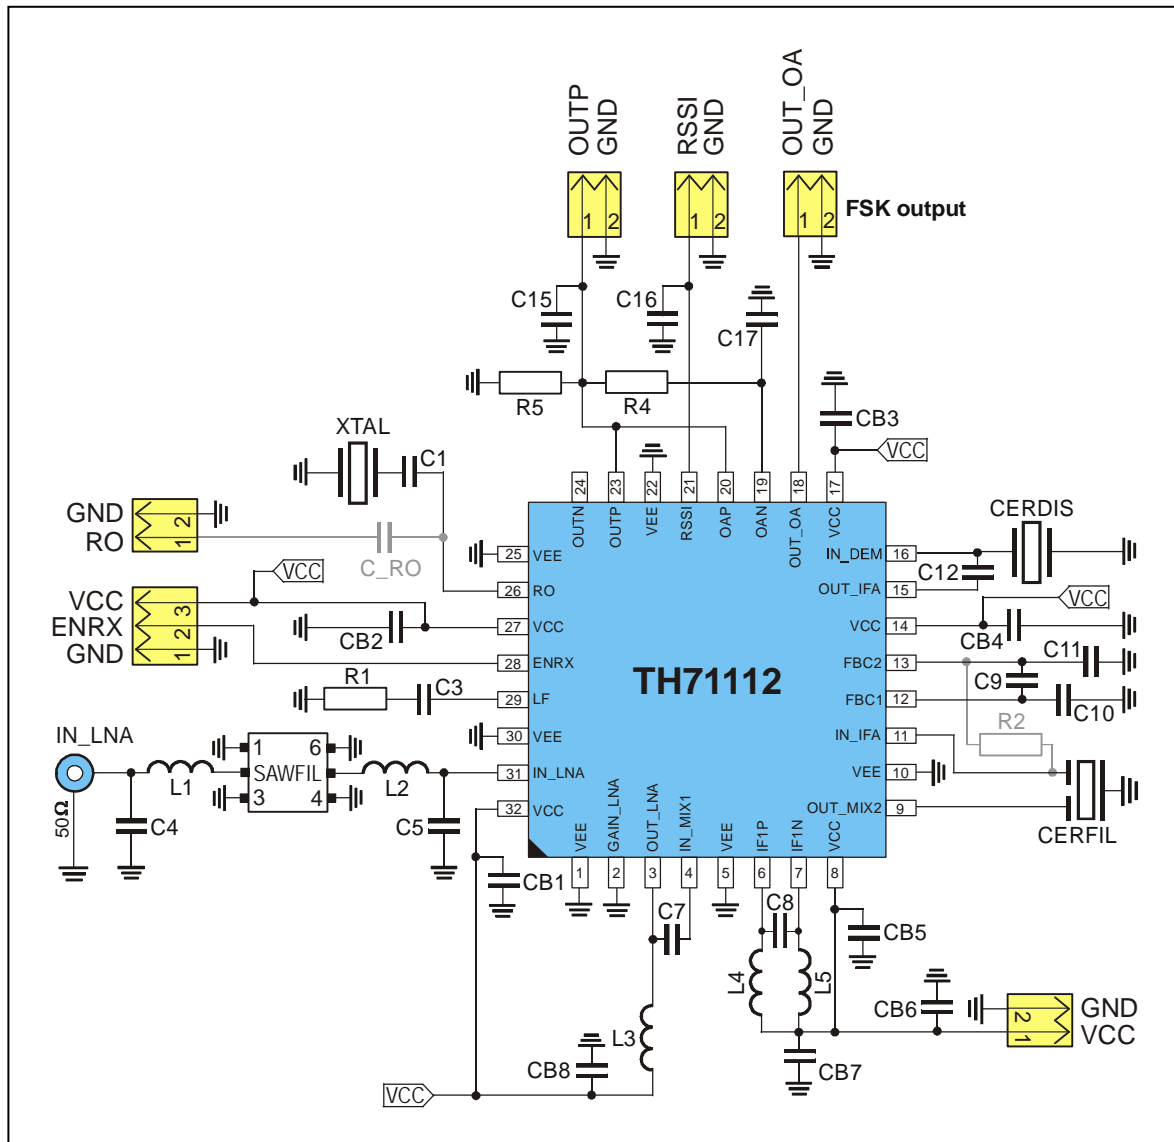 OUTP
GND
RSSI
GND
OUT_OA
GND
1 2
1 2
1 2
FSK output
C15
C16
C17
R5
R4
CB3
VCC
XTAL
C1
24 23 22 21 20 19 18 17
OUTN OUTP VEE RSSI OAP OAN OUT_OA VCC
GND 2
RO 1
C_RO
VCC
VCC 3
ENRX 2
GND 1
CB2
R1
C3
25 VEE
26 RO
27 VCC
28 ENRX
29 LF
30 VEE
31 IN_LNA
32 VCC
TH71112
IN_DEM 16
OUT_IFA 15
VCC 14
FBC2 13
FBC1 12
IN_IFA 11
VEE 10
OUT_MIX2 9
CERDIS
C12
VCC
CB4
C11
C9
C10
R2
CERFIL
IN_LNA
50Ω
L1
1 6
SAWFIL
3 4
L2
C4
C5
VEE GAIN_LNA OUT_LNA IN_MIX1 VEE IF1P IF1N VCC
1 2 3 4 5 6 7 8
CB1
C7
C8
CB5
L4
L5
CB6
2 GND
1 VCC
L3
CB8
CB7
VCC